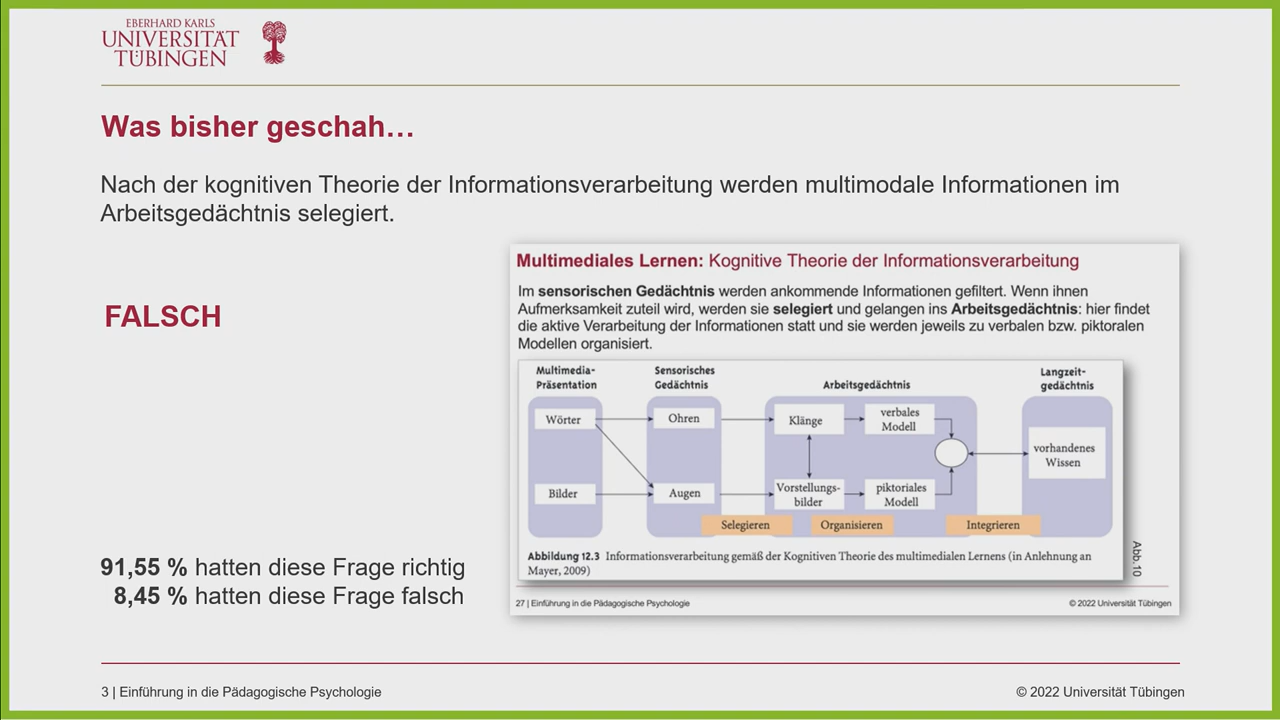 EBERHARD KARLS
UNIVERSITÄT
TÜBINGEN
Was bisher geschah…
Nach der kognitiven Theorie der Informationsverarbeitung werden multimodale Informationen im
Arbeitsgedächtnis selegiert.
FALSCH
91,55 % hatten diese Frage richtig
8,45 % hatten diese Frage falsch
Multimediales Lernen: Kognitive Theorie der Informationsverarbeitung
Im sensorischen Gedächtnis werden ankommende Informationen gefiltert. Wenn ihnen
Aufmerksamkeit zuteil wird, werden sie selegiert und gelangen ins Arbeitsgedächtnis: hier findet
die aktive Verarbeitung der Informationen statt und sie werden jeweils zu verbalen bzw. piktoralen
Modellen organisiert.
Multimedia-
Präsentation
Sensorisches
Gedächtnis
Arbeitsgedächtnis
Langzeit-
gedächtnis
Wörter
Ohren
Klänge
verbales
Modell
vorhandenes
Wissen
Bilder
Augen
Vorstellungs-
bilder
piktoriales
Modell
Selegieren
Organisieren
Integrieren
Abbildung 12.3 Informationsverarbeitung gemäß der Kognitiven Theorie des multimedialen Lernens (in Anlehnung an
Mayer, 2009)
Abb. 10
27 | Einführung in die Pädagogische Psychologie
© 2022 Universität Tübingen
3 | Einführung in die Pädagogische Psychologie
© 2022 Universität Tübingen